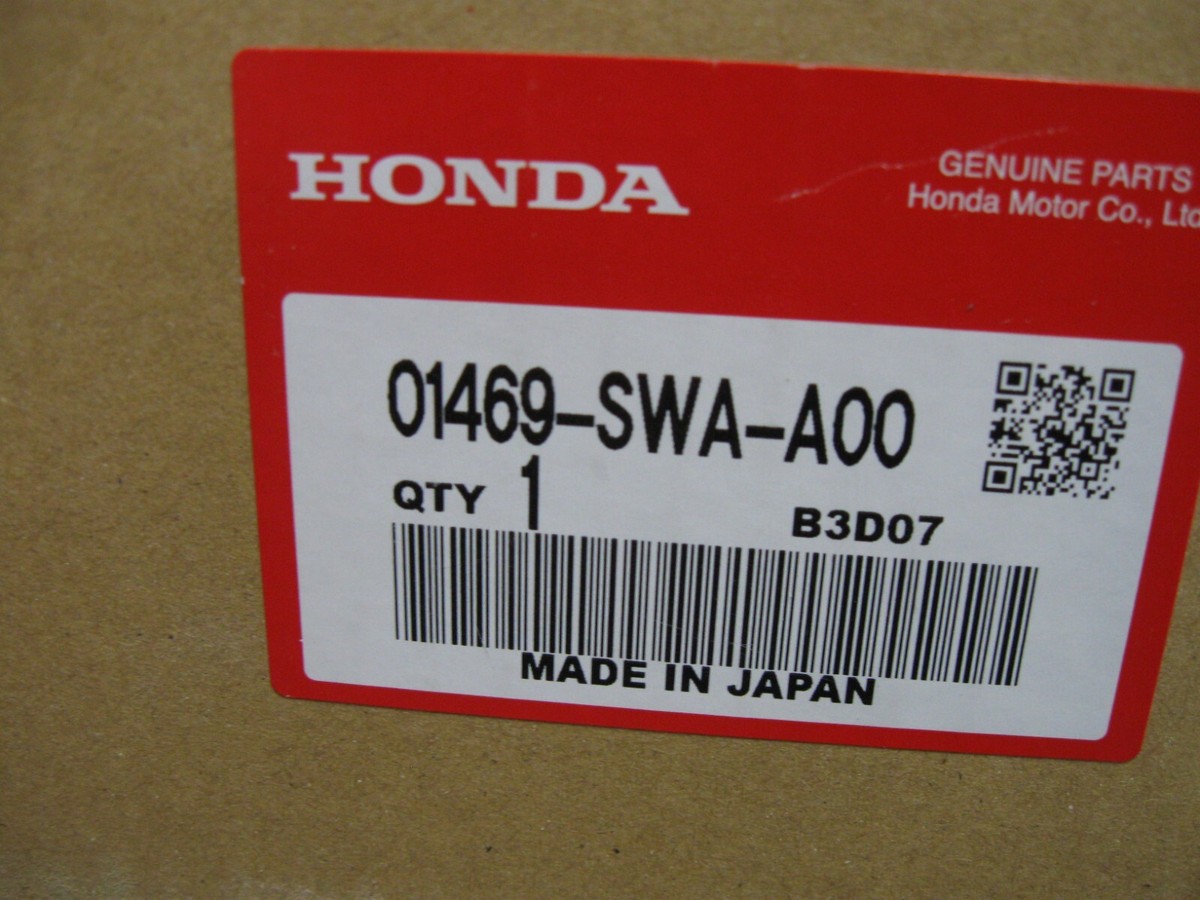 HONDA
GENUINE PARTS
Honda Motor Co., Ltd
01469-SWA-A00
QTY 1
B3D07
MADE IN JAPAN